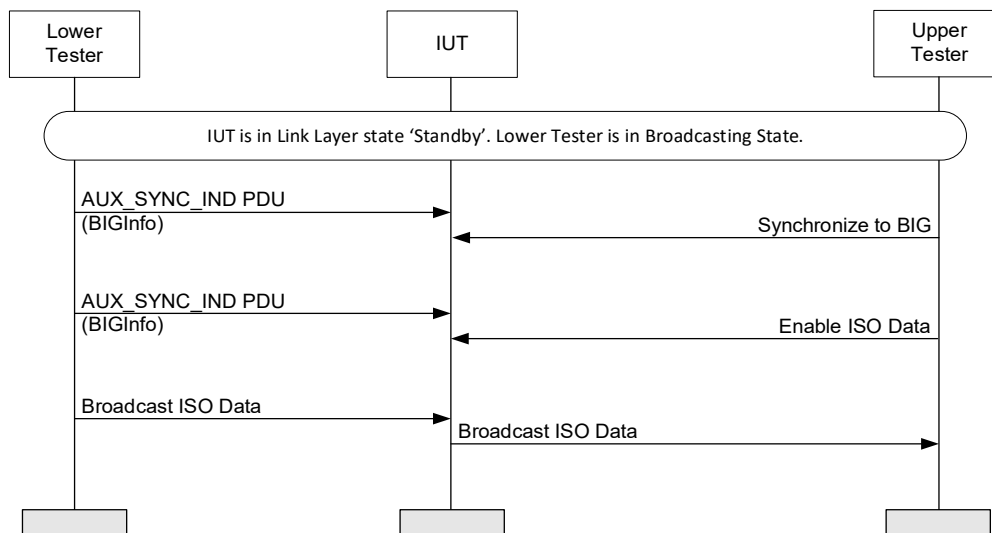 Lower
Tester
IUT
Upper
Tester
IUT is in Link Layer state ‘Standby’. Lower Tester is in Broadcasting State.
AUX_SYNC_IND PDU
(BIGInfo)
Synchronize to BIG
AUX_SYNC_IND PDU
(BIGInfo)
Enable ISO Data
Broadcast ISO Data
Broadcast ISO Data